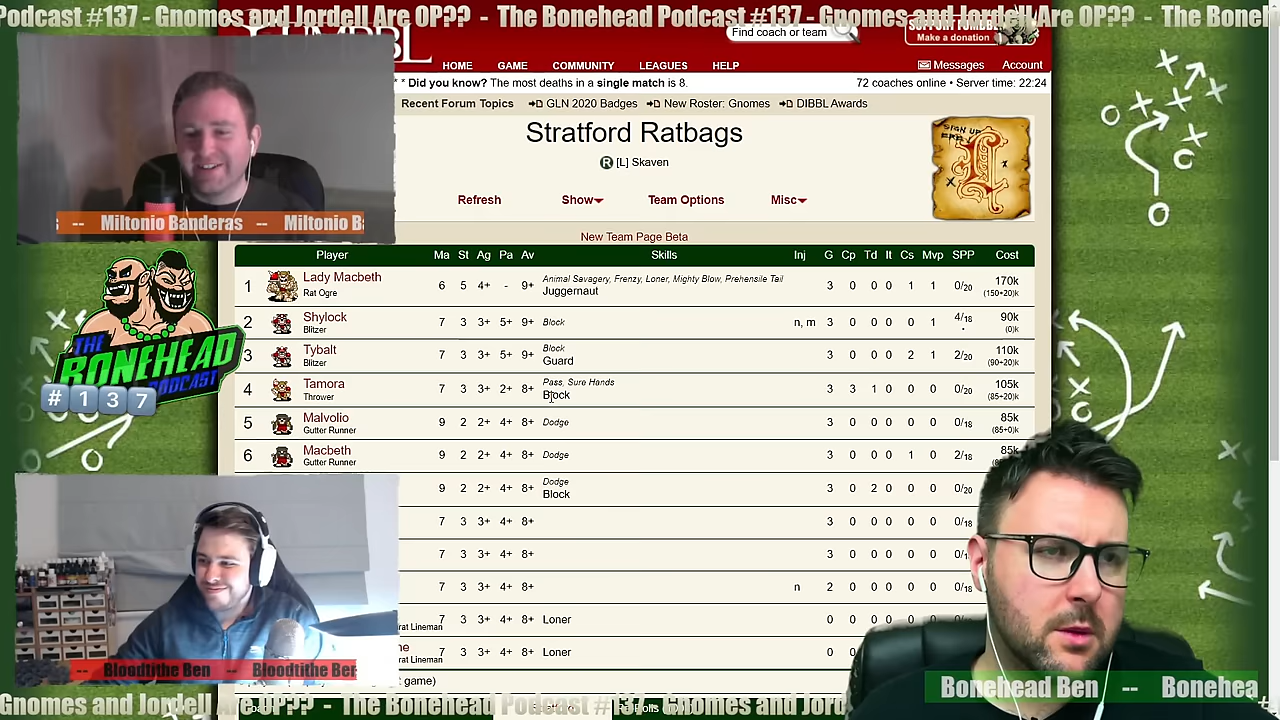 Podcast #137 - Gnomes and Jordell Are OP?? - The Bonehead Podcast #137 - Gnomes and Jordell Are OP?? - The Boneh
Find coach or team
Make a donation
HOME GAME COMMUNITY LEAGUES HELP
Messages Account
Did you know? The most deaths in a single match is 8.
72 coaches online • Server time: 22:24
Recent Forum Topics GLN 2020 Badges New Roster: Gnomes DIBBL Awards
Stratford Ratbags
R [L] Skaven
SIGN UP
Refresh Show Team Options Misc
-- Miltonio Banderas -- Miltonio Ba
New Team Page Beta
Player Ma St Ag Pa Av Skills Inj G Cp Td It Cs Mvp SPP Cost
1 Lady Macbeth 6 5 4+ - 9+ Animal Savagery, Frenzy, Loner, Mighty Blow, Prehensile Tail 3 0 0 0 1 1 0/20 170k
Rat Ogre Juggernaut (150+20)k
2 Shylock 7 3 3+ 5+ 9+ Block n, m 3 0 0 0 0 1 4/18 90k
Blitzer (0)k
3 Tybalt 7 3 3+ 5+ 9+ Block 3 0 0 0 2 1 2/20 110k
Blitzer Guard (90+20)k
4 Tamora 7 3 3+ 2+ 8+ Pass, Sure Hands 3 3 1 0 0 0 0/20 105k
Thrower Block (85+20)k
5 Malvolio 9 2 2+ 4+ 8+ Dodge 3 0 0 0 0 0 0/18 85k
Gutter Runner (85+0)k
6 Macbeth 9 2 2+ 4+ 8+ Dodge 3 0 0 0 1 0 2/18 85k
Gutter Runner
9 2 2+ 4+ 8+ Dodge 3 0 2 0 0 0 0/20
Block
7 3 3+ 4+ 8+ 3 0 0 0 0 0 0/18
7 3 3+ 4+ 8+ 3 0 0 0 0 0
7 3 3+ 4+ 8+ n 2 0 0 0 0 0 0/18
7 3 3+ 4+ 8+ Loner 0 0
rat Lineman
7 3 3+ 4+ 8+ Loner 0 0
rat Lineman
t game)
THE
BONEHEAD
PODCAST
#137
-- Bloodtithe Ben -- Bloodtithe Ben
Bonehead Ben -- Bonehea
Gnomes and Jordell Are OP?? - The Bonehead Podcast #137 - Gnomes and Jord